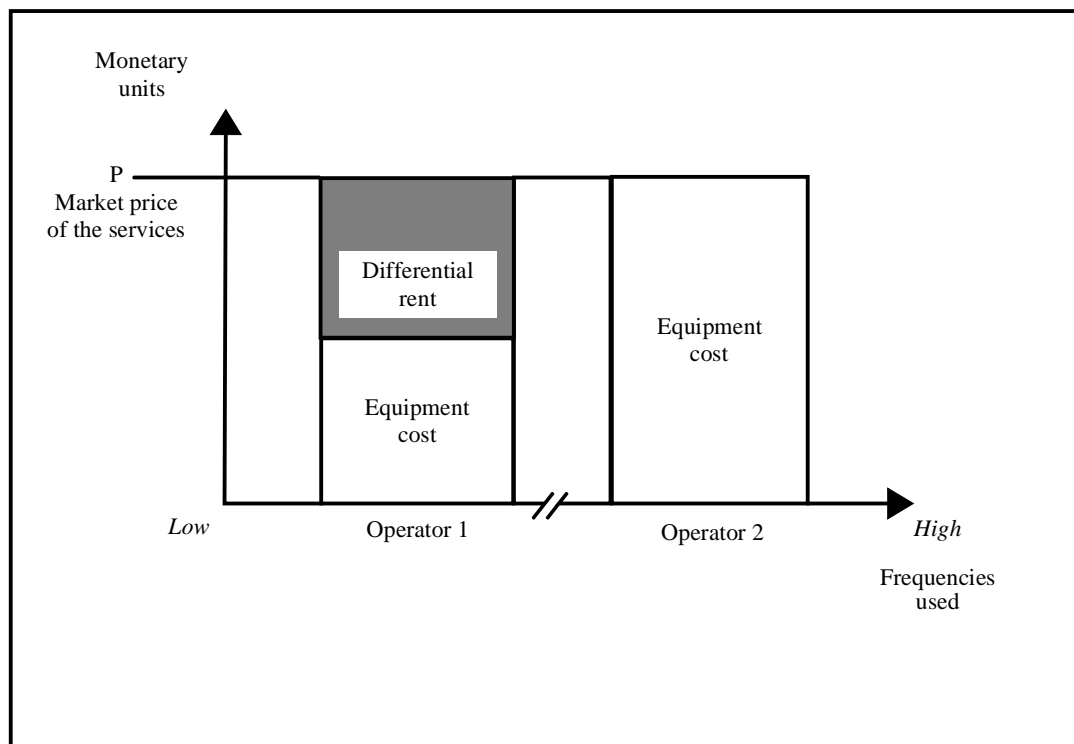 Monetary
units
P
Market price
of the services
Differential
rent
Equipment
cost
Equipment
cost
Low
Operator 1
Operator 2
High
Frequencies
used